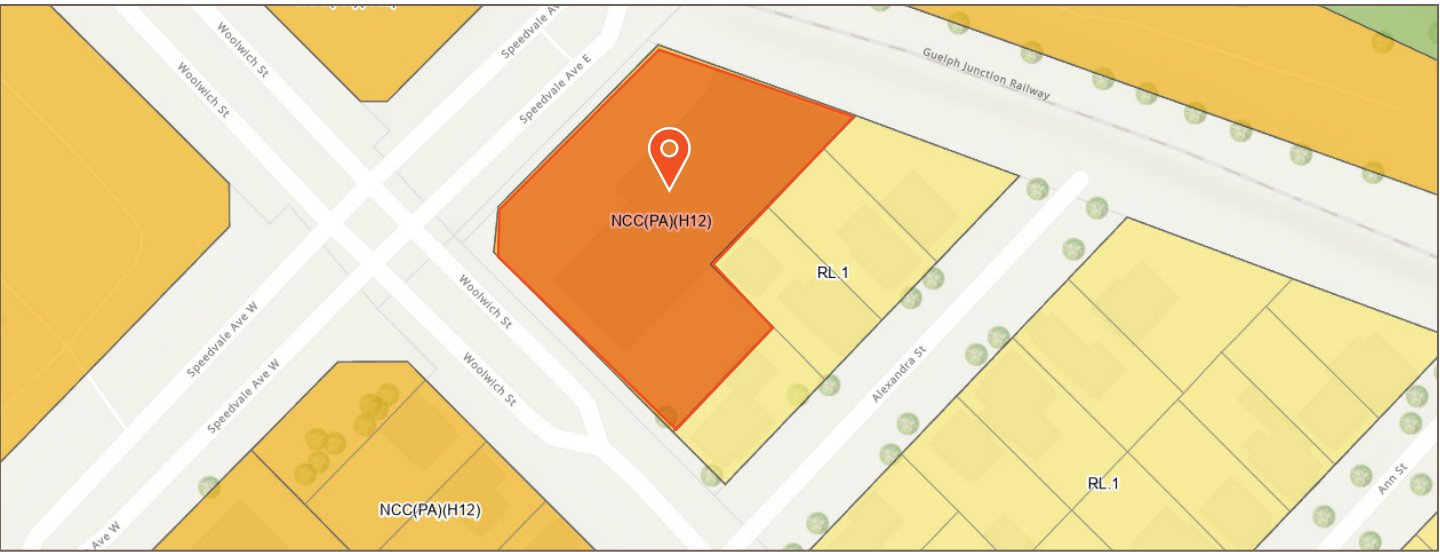 Woolwich St
Woolwich St
Speedvale
Speedvale Ave E
Guelph Junction Railway
NCC(PA)(H12)
RL.1
Woolwich St
Woolwich St
Speedvale Ave W
Speedvale Ave W
Alexandra St
NCC(PA)(H12)
RL.1
Ann St
Ave W